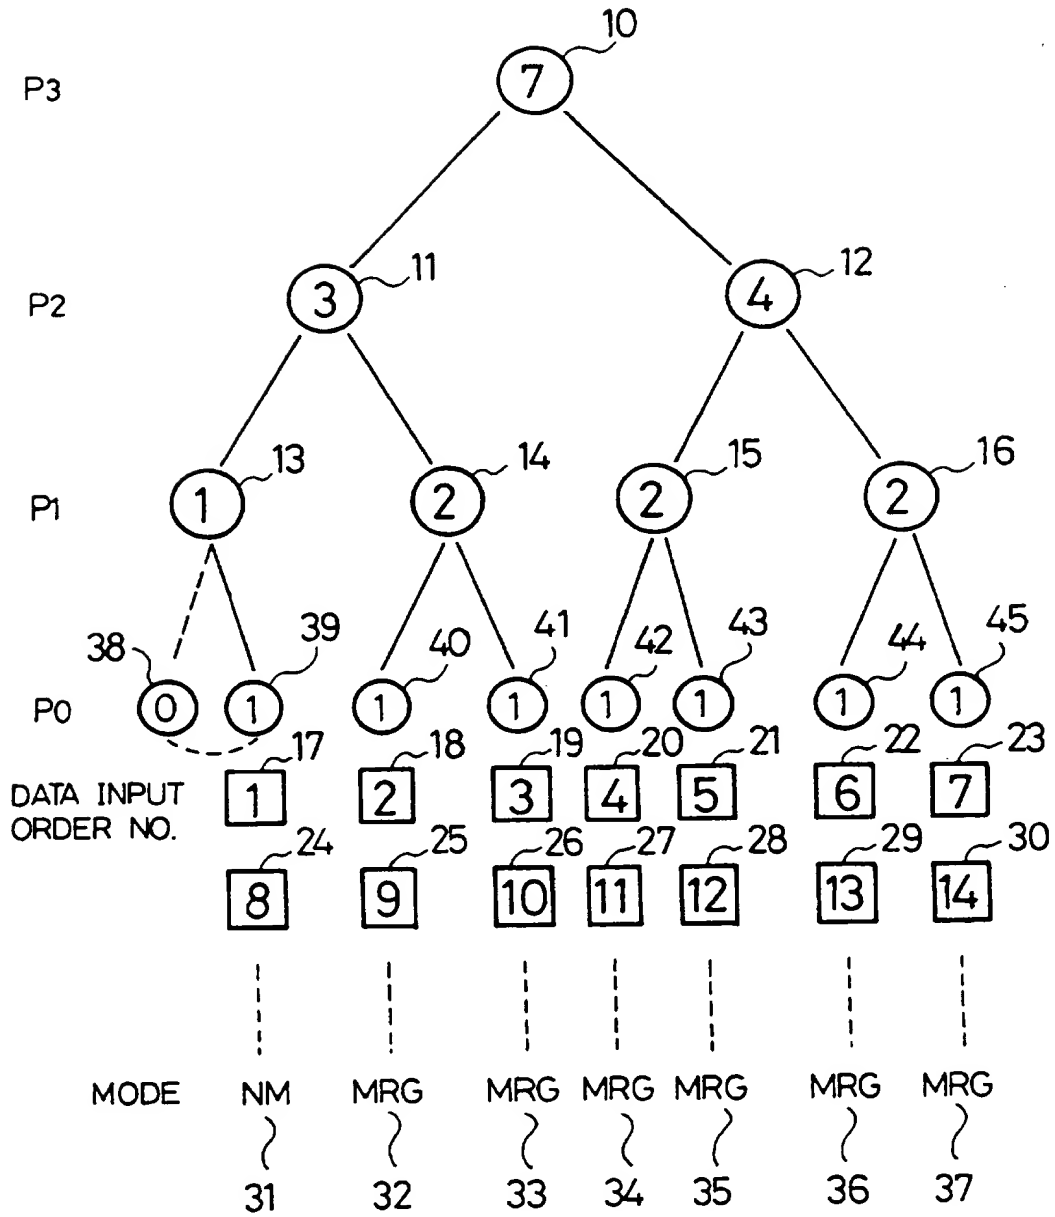 10
P3 7
11 12
P2 3 4
13 14 15 16
P1 1 2 2 2
38 39 40 41 42 43 44 45
P0 0 1 1 1 1 1 1 1
17 18 19 20 21 22 23
DATA INPUT 1 2 3 4 5 6 7
ORDER NO.
24 25 26 27 28 29 30
8 9 10 11 12 13 14
MODE NM MRG MRG MRG MRG MRG MRG
31 32 33 34 35 36 37